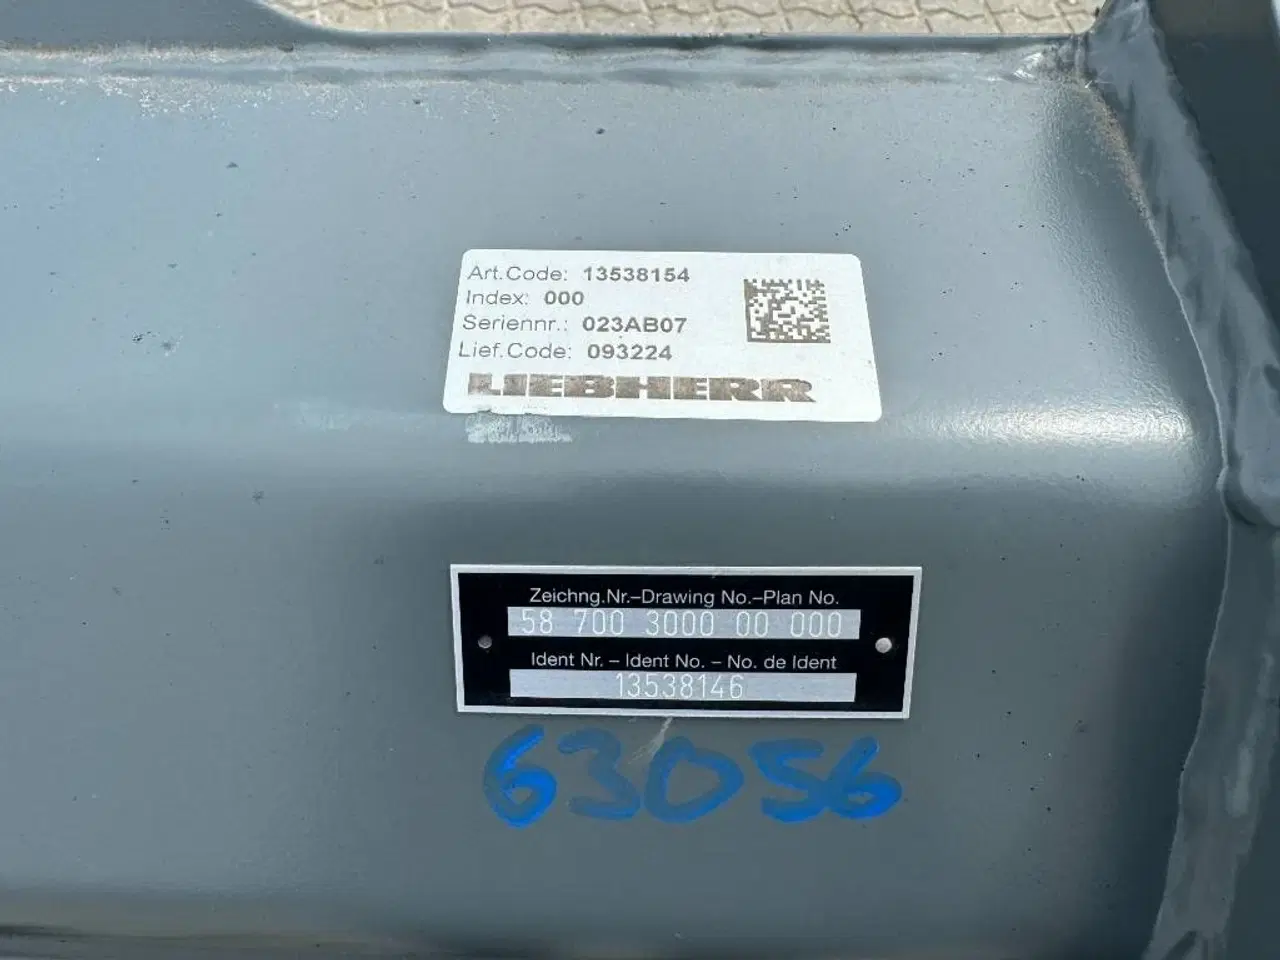 Art.Code: 13538154
Index: 000
Seriennr.: 023AB07
Lief.Code: 093224
LIEBHERR
Zeichng.Nr.–Drawing No.–Plan No.
58 700 3000 00 000
Ident Nr. – Ident No. – No. de Ident
13538146
63056